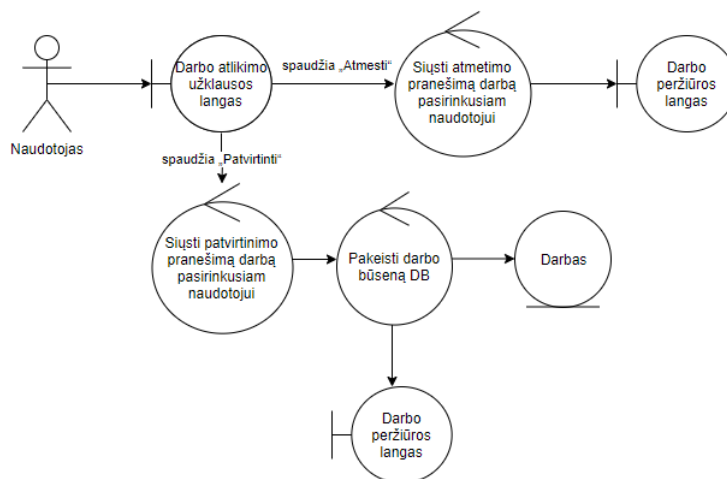 Naudotojas
Darbo atlikimo
užklausos
langas
spaudžia „Atmesti“
Siųsti atmetimo
pranešimą darbą
pasirinkusiam
naudotojui
Darbo
peržiūros
langas
spaudžia „Patvirtinti“
Siųsti patvirtinimo
pranešimą darbą
pasirinkusiam
naudotojui
Pakeisti darbo
būseną DB
Darbas
Darbo
peržiūros
langas